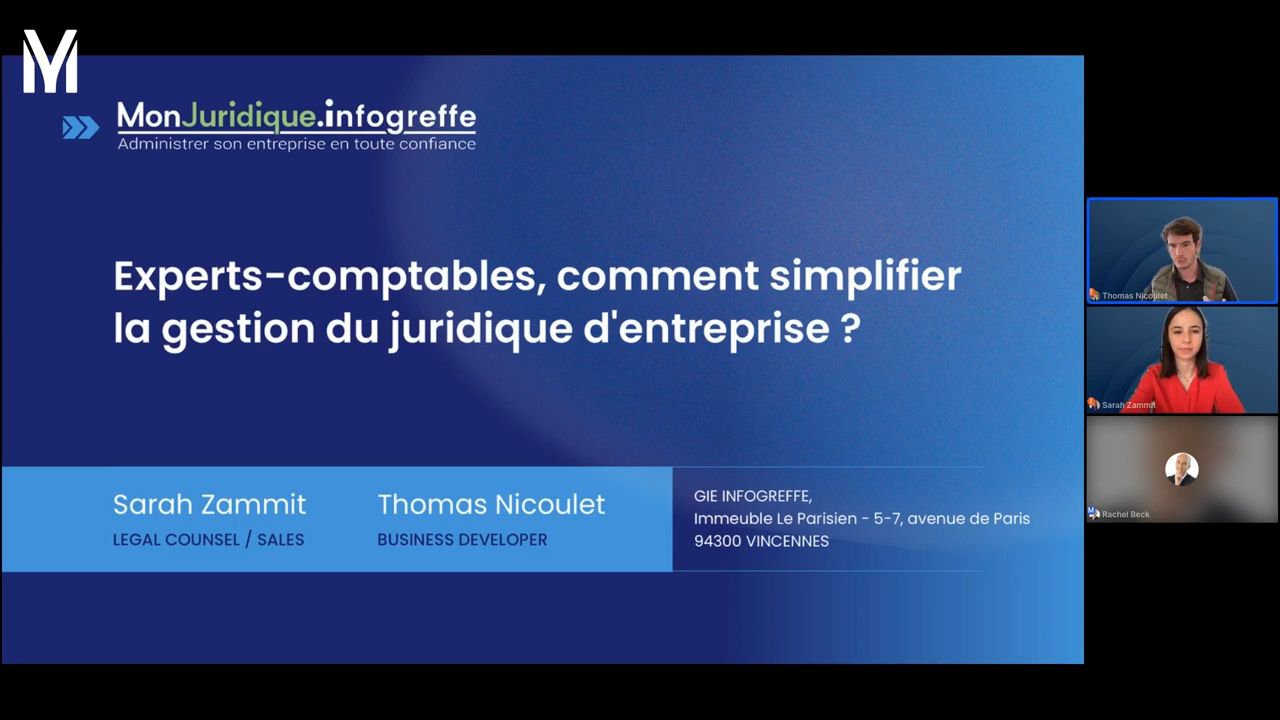 M
MonJuridique.infogreffe
Administrer son entreprise en toute confiance
Experts-comptables, comment simplifier
la gestion du juridique d'entreprise ?
Sarah Zammit
LEGAL COUNSEL / SALES
Thomas Nicoulet
BUSINESS DEVELOPER
GIE INFOGREFFE,
Immeuble Le Parisien - 5-7, avenue de Paris
94300 VINCENNES
Thomas Nicoulet
Sarah Zammit
Rachel Beck